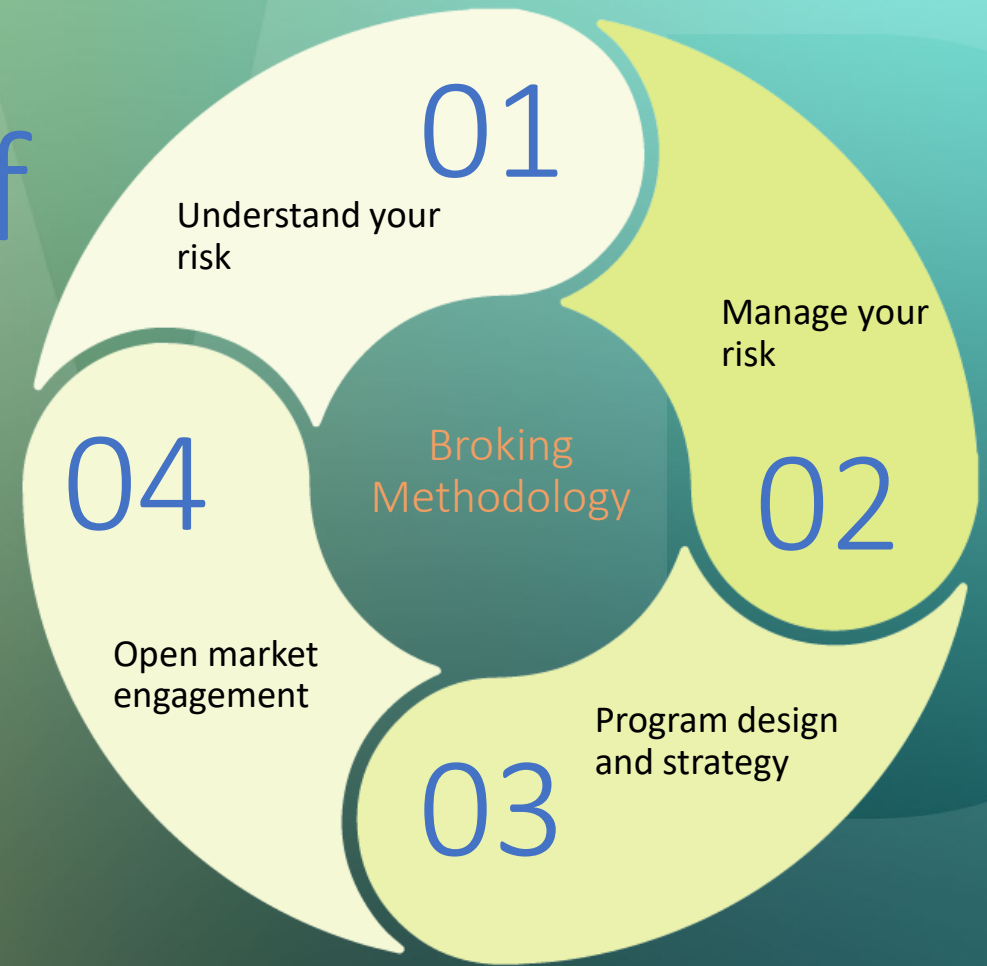 f
01
Understand your
risk
Manage your
risk
02
Broking
Methodology
04
Open market
engagement
Program design
and strategy
03